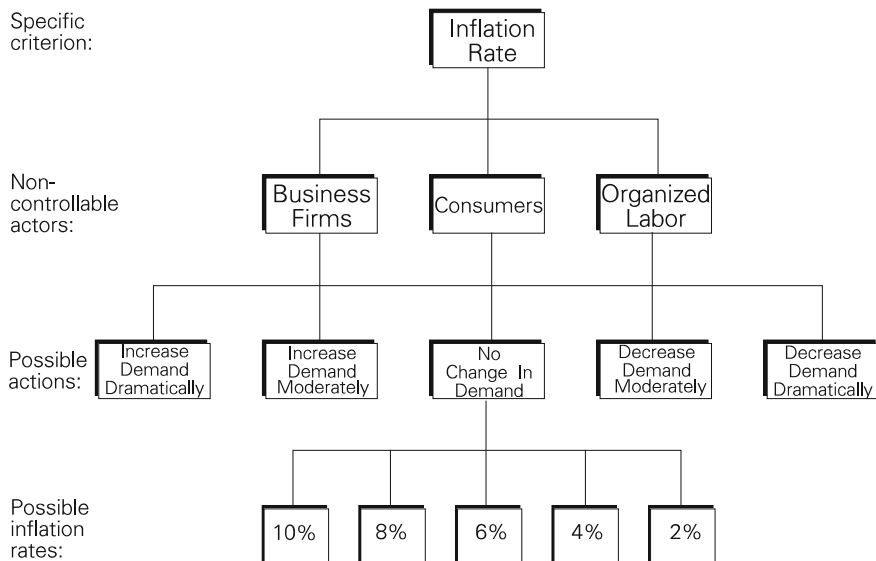 Specific
criterion:
Inflation
Rate
Non-
controllable
actors:
Business
Firms
Consumers
Organized
Labor
Possible
actions:
Increase
Demand
Dramatically
Increase
Demand
Moderately
No
Change In
Demand
Decrease
Demand
Moderately
Decrease
Demand
Dramatically
Possible
inflation
rates:
10%
8%
6%
4%
2%